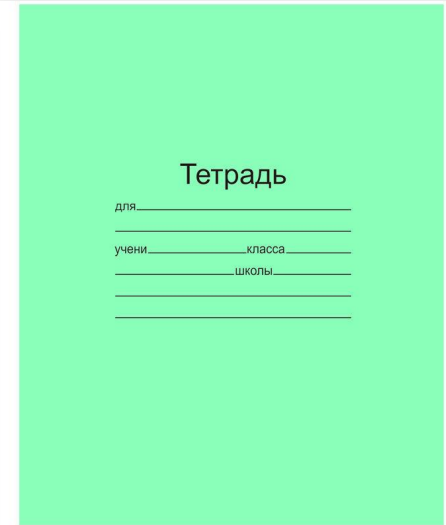 Тетрадь
для
учени класса
школы